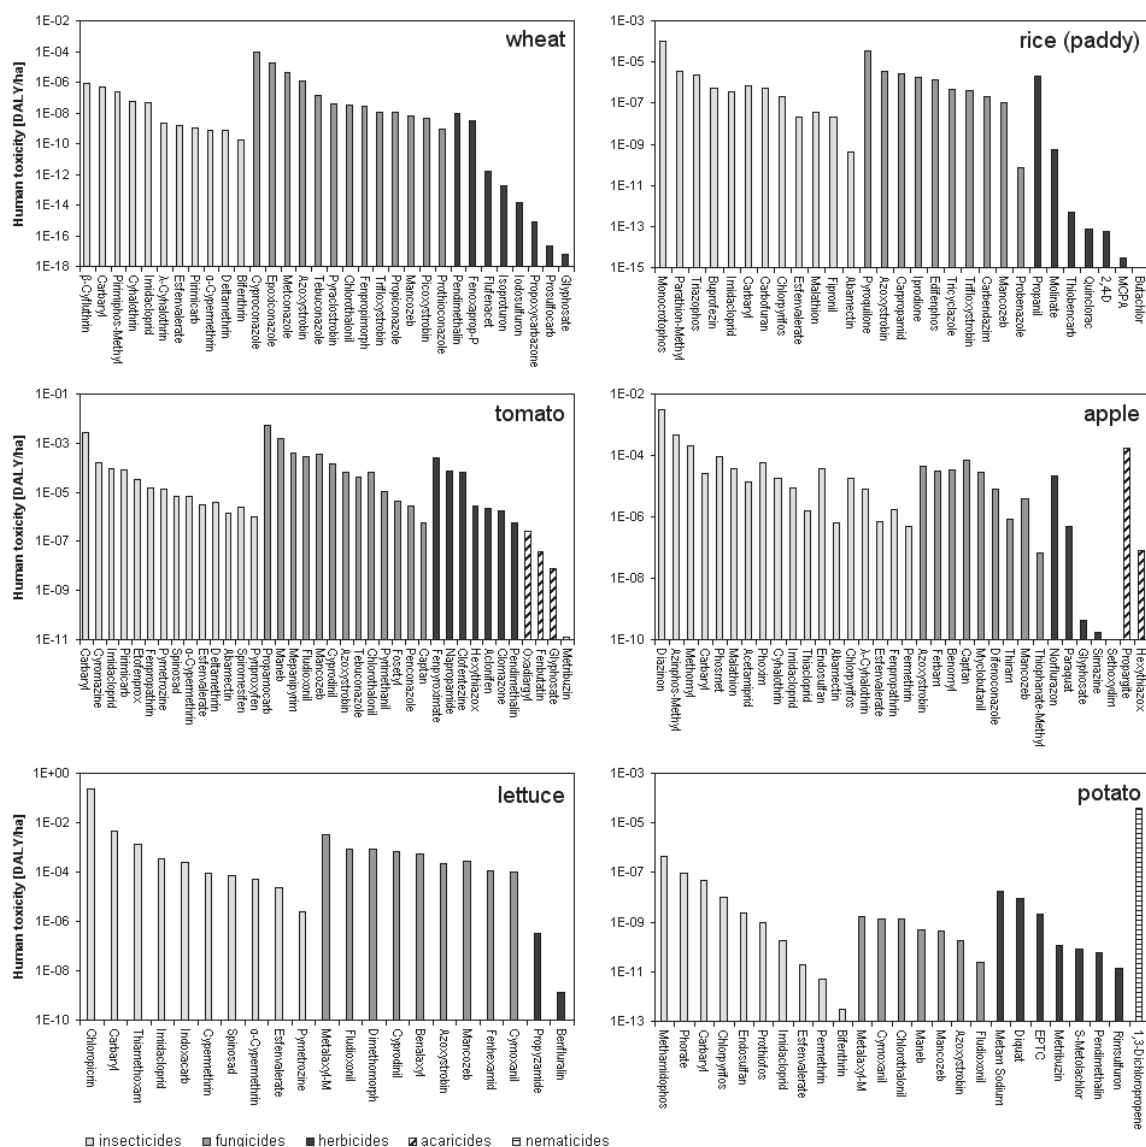 wheat
Human toxicity [DALY/ha]
1E-02
1E-04
1E-06
1E-08
1E-10
1E-12
1E-14
1E-16
1E-18
β-Cyfluthrin
Carbaryl
Pirimiphos-Methyl
Cyhalothrin
Imidacloprid
λ-Cyhalothrin
Esfenvalerate
Pirimicarb
α-Cypermethrin
Deltamethrin
Bifenthrin
Cyproconazole
Epoxiconazole
Metconazole
Azoxystrobin
Tebuconazole
Pyraclostrobin
Chlorothalonil
Fenpropimorph
Trifloxystrobin
Propiconazole
Mancozeb
Picoxystrobin
Prothioconazole
Pendimethalin
Fenoxaprop-P
Flufenacet
Isoproturon
Iodosulfuron
Propoxycarbazone
Prosulfocarb
Glyphosate
rice (paddy)
1E-03
1E-05
1E-07
1E-09
1E-11
1E-13
1E-15
Monocrotophos
Parathion-Methyl
Triazophos
Buprofezin
Imidacloprid
Carbaryl
Carbofuran
Chlorpyrifos
Esfenvalerate
Malathion
Fipronil
Abamectin
Pyroquilone
Azoxystrobin
Carpropamid
Iprodione
Edifenphos
Tricyclazole
Trifloxystrobin
Carbendazim
Mancozeb
Probenazole
Propanil
Molinate
Thiobencarb
Quinclorac
2,4-D
MCPA
Butachlor
tomato
Human toxicity [DALY/ha]
1E-01
1E-03
1E-05
1E-07
1E-09
1E-11
Carbaryl
Cyromazine
Imidacloprid
Pirimicarb
Etofenprox
Fenpropathrin
Pymetrozine
Spinosad
α-Cypermethrin
Esfenvalerate
Deltamethrin
Abamectin
Spiromesifen
Pyriproxyfen
Propamocarb
Maneb
Mepanipyrim
Fludioxonil
Mancozeb
Cyprodinil
Azoxystrobin
Tebuconazole
Chlorothalonil
Pyrimethanil
Fosetyl
Penconazole
Captan
Fenpyroximate
Napropamide
Clofentezine
Hexythiazox
Aclonifen
Clomazone
Pendimethalin
Oxadiargyl
Fenbutatin
Glyphosate
Metribuzin
apple
1E-02
1E-04
1E-06
1E-08
1E-10
Diazinon
Azinphos-Methyl
Methomyl
Carbaryl
Phosmet
Malathion
Acetamiprid
Phoxim
Cyhalothrin
Imidacloprid
Thiacloprid
Endosulfan
Abamectin
Chlorpyrifos
λ-Cyhalothrin
Esfenvalerate
Fenpropathrin
Permethrin
Azoxystrobin
Ferbam
Benomyl
Captan
Myclobutanil
Difenoconazole
Thiram
Mancozeb
Thiophanate-Methyl
Norflurazon
Paraquat
Glyphosate
Simazine
Sethoxydim
Propargite
Hexythiazox
lettuce
Human toxicity [DALY/ha]
1E+00
1E-02
1E-04
1E-06
1E-08
1E-10
Chloropicrin
Carbaryl
Thiamethoxam
Imidacloprid
Indoxacarb
Cypermethrin
Spinosad
α-Cypermethrin
Esfenvalerate
Pymetrozine
Metalaxyl-M
Fludioxonil
Dimethomorph
Cyprodinil
Benalaxyl
Azoxystrobin
Mancozeb
Fenhexamid
Cymoxanil
Propyzamide
Benfluralin
potato
1E-03
1E-05
1E-07
1E-09
1E-11
1E-13
Methamidophos
Phorate
Carbaryl
Chlorpyrifos
Endosulfan
Prothiofos
Imidacloprid
Esfenvalerate
Permethrin
Bifenthrin
Metalaxyl-M
Cymoxanil
Chlorothalonil
Maneb
Mancozeb
Azoxystrobin
Fludioxonil
Metam Sodium
Diquat
EPTC
Metribuzin
S-Metolachlor
Pendimethalin
Rimsulfuron
1,3-Dichloropropene
insecticides
fungicides
herbicides
acaricides
nematicides